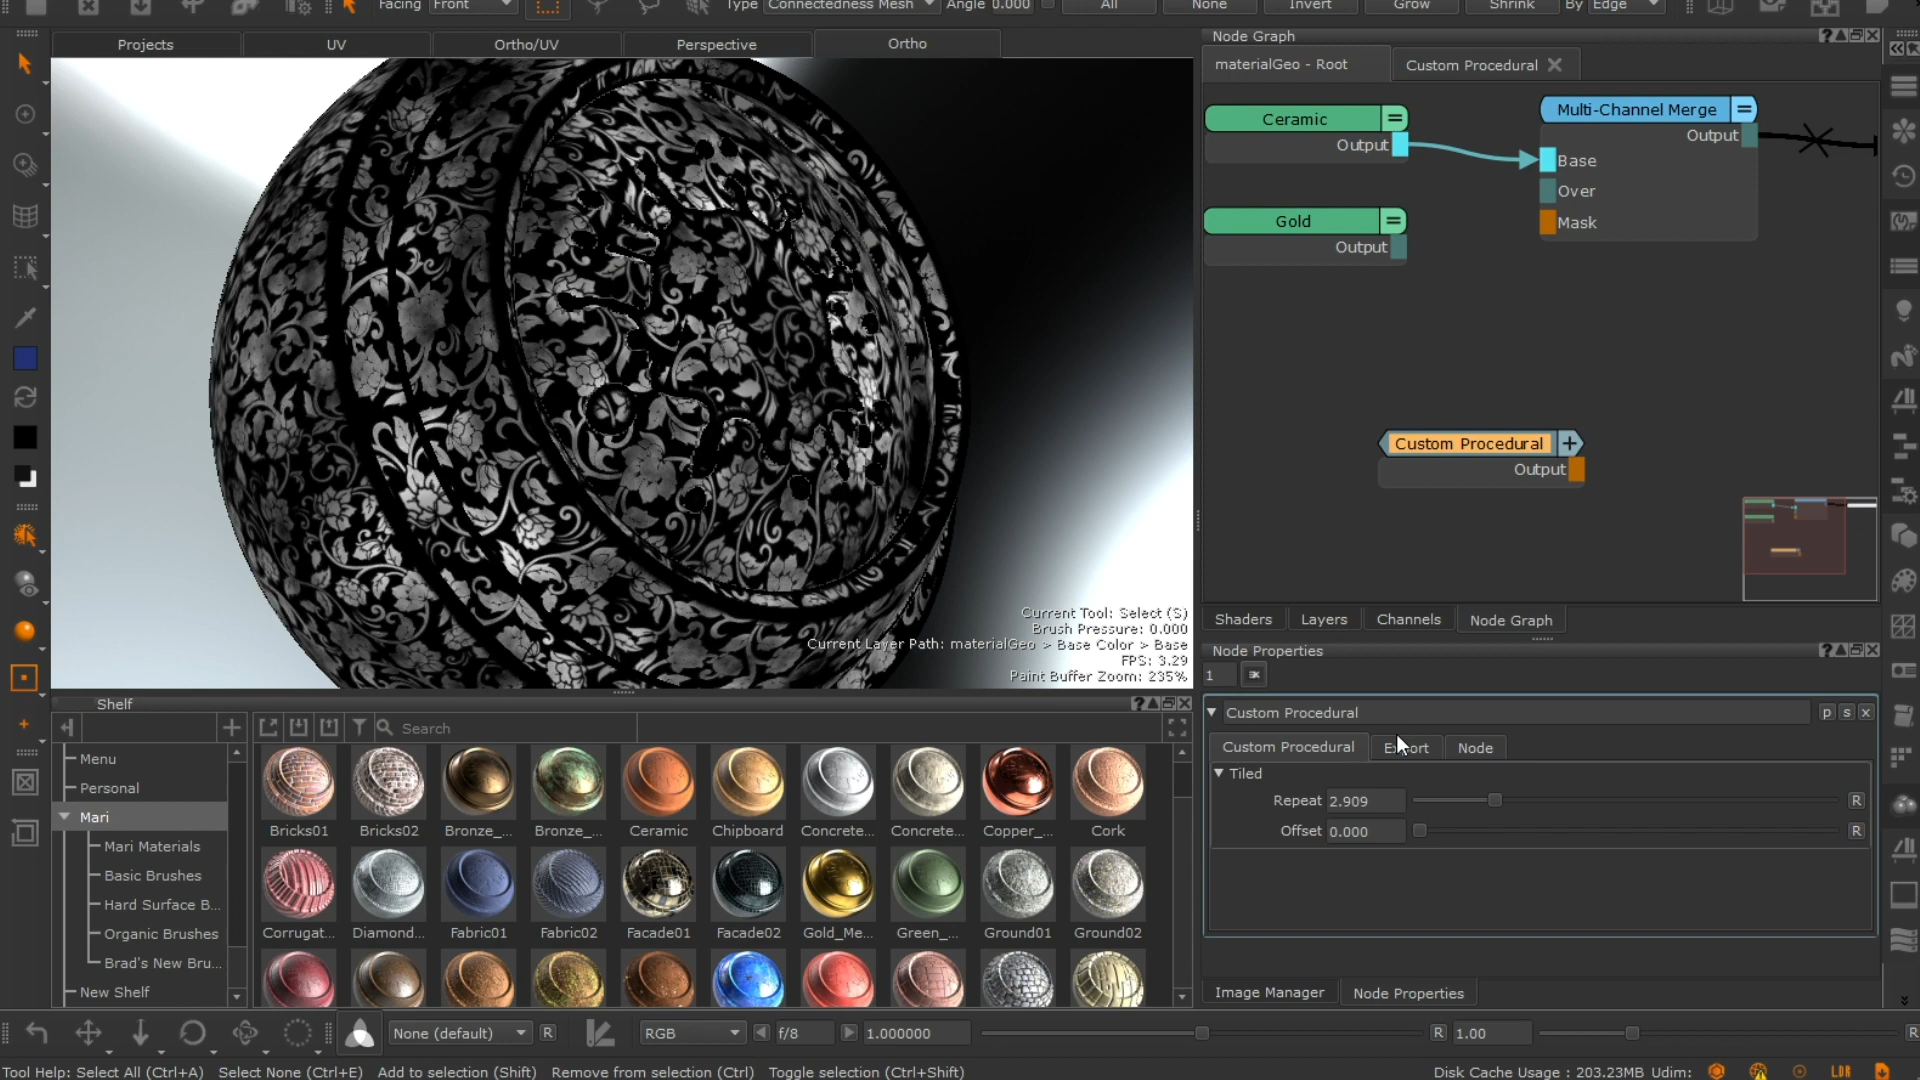 Facing Front Type Connectedness Mesh Angle 0.000 All None Invert Grow Shrink By Edge
Projects UV Ortho/UV Perspective Ortho
Node Graph
materialGeo - Root Custom Procedural
Ceramic
Output
Gold
Output
Multi-Channel Merge
Output
Base
Over
Mask
Custom Procedural
Output
Current Tool: Select (S)
Brush Pressure: 0.000
Current Layer Path: materialGeo > Base Color > Base
FPS: 3.29
Paint Buffer Zoom: 235%
Shaders Layers Channels Node Graph
Node Properties
1
Custom Procedural p s x
Custom Procedural Export Node
Tiled
Repeat 2.909 R
Offset 0.000 R
Image Manager Node Properties
Shelf
Search
Menu
Personal
Mari
Mari Materials
Basic Brushes
Hard Surface B...
Organic Brushes
Brad's New Bru...
New Shelf
Bricks01 Bricks02 Bronze_... Bronze_... Ceramic Chipboard Concrete... Concrete... Copper_... Cork
Corrugat... Diamond... Fabric01 Fabric02 Facade01 Facade02 Gold_Me... Green_... Ground01 Ground02
None (default) R RGB f/8 1.000000 R 1.00 R
Tool Help: Select All (Ctrl+A) Select None (Ctrl+E) Add to selection (Shift) Remove from selection (Ctrl) Toggle selection (Ctrl+Shift) Disk Cache Usage : 203.23MB Udim: LDR